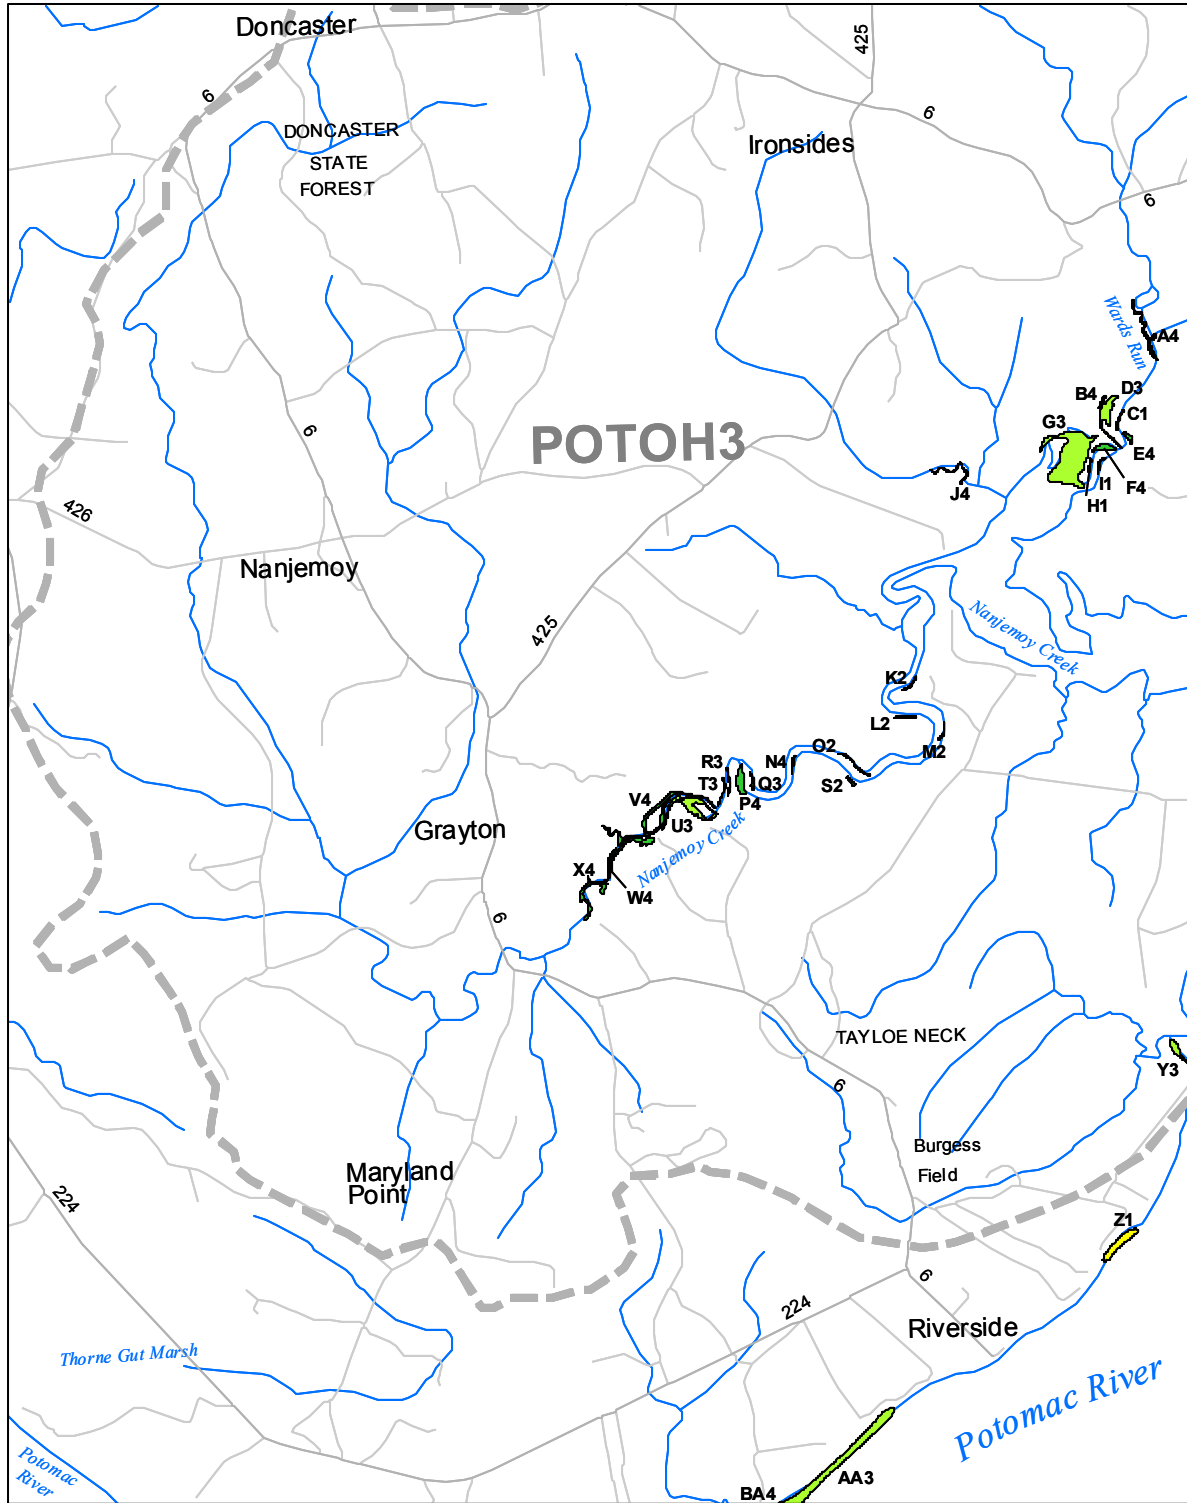 Doncaster
425
6
6
DONCASTER
STATE
FOREST
Ironsides
6
Wards Run
A4
B4
D3
C1
G3
E4
I1
F4
H1
J4
6
POTOH3
426
Nanjemoy
425
Nanjemoy Creek
K2
L2
M2
O2
N4
S2
R3
T3
Q3
P4
V4
U3
Nanjemoy Creek
Grayton
X4
W4
6
TAYLOE NECK
Y3
6
Burgess
Field
Maryland
Point
224
Z1
6
224
Riverside
Thorne Gut Marsh
Potomac River
Potomac
River
AA3
BA4